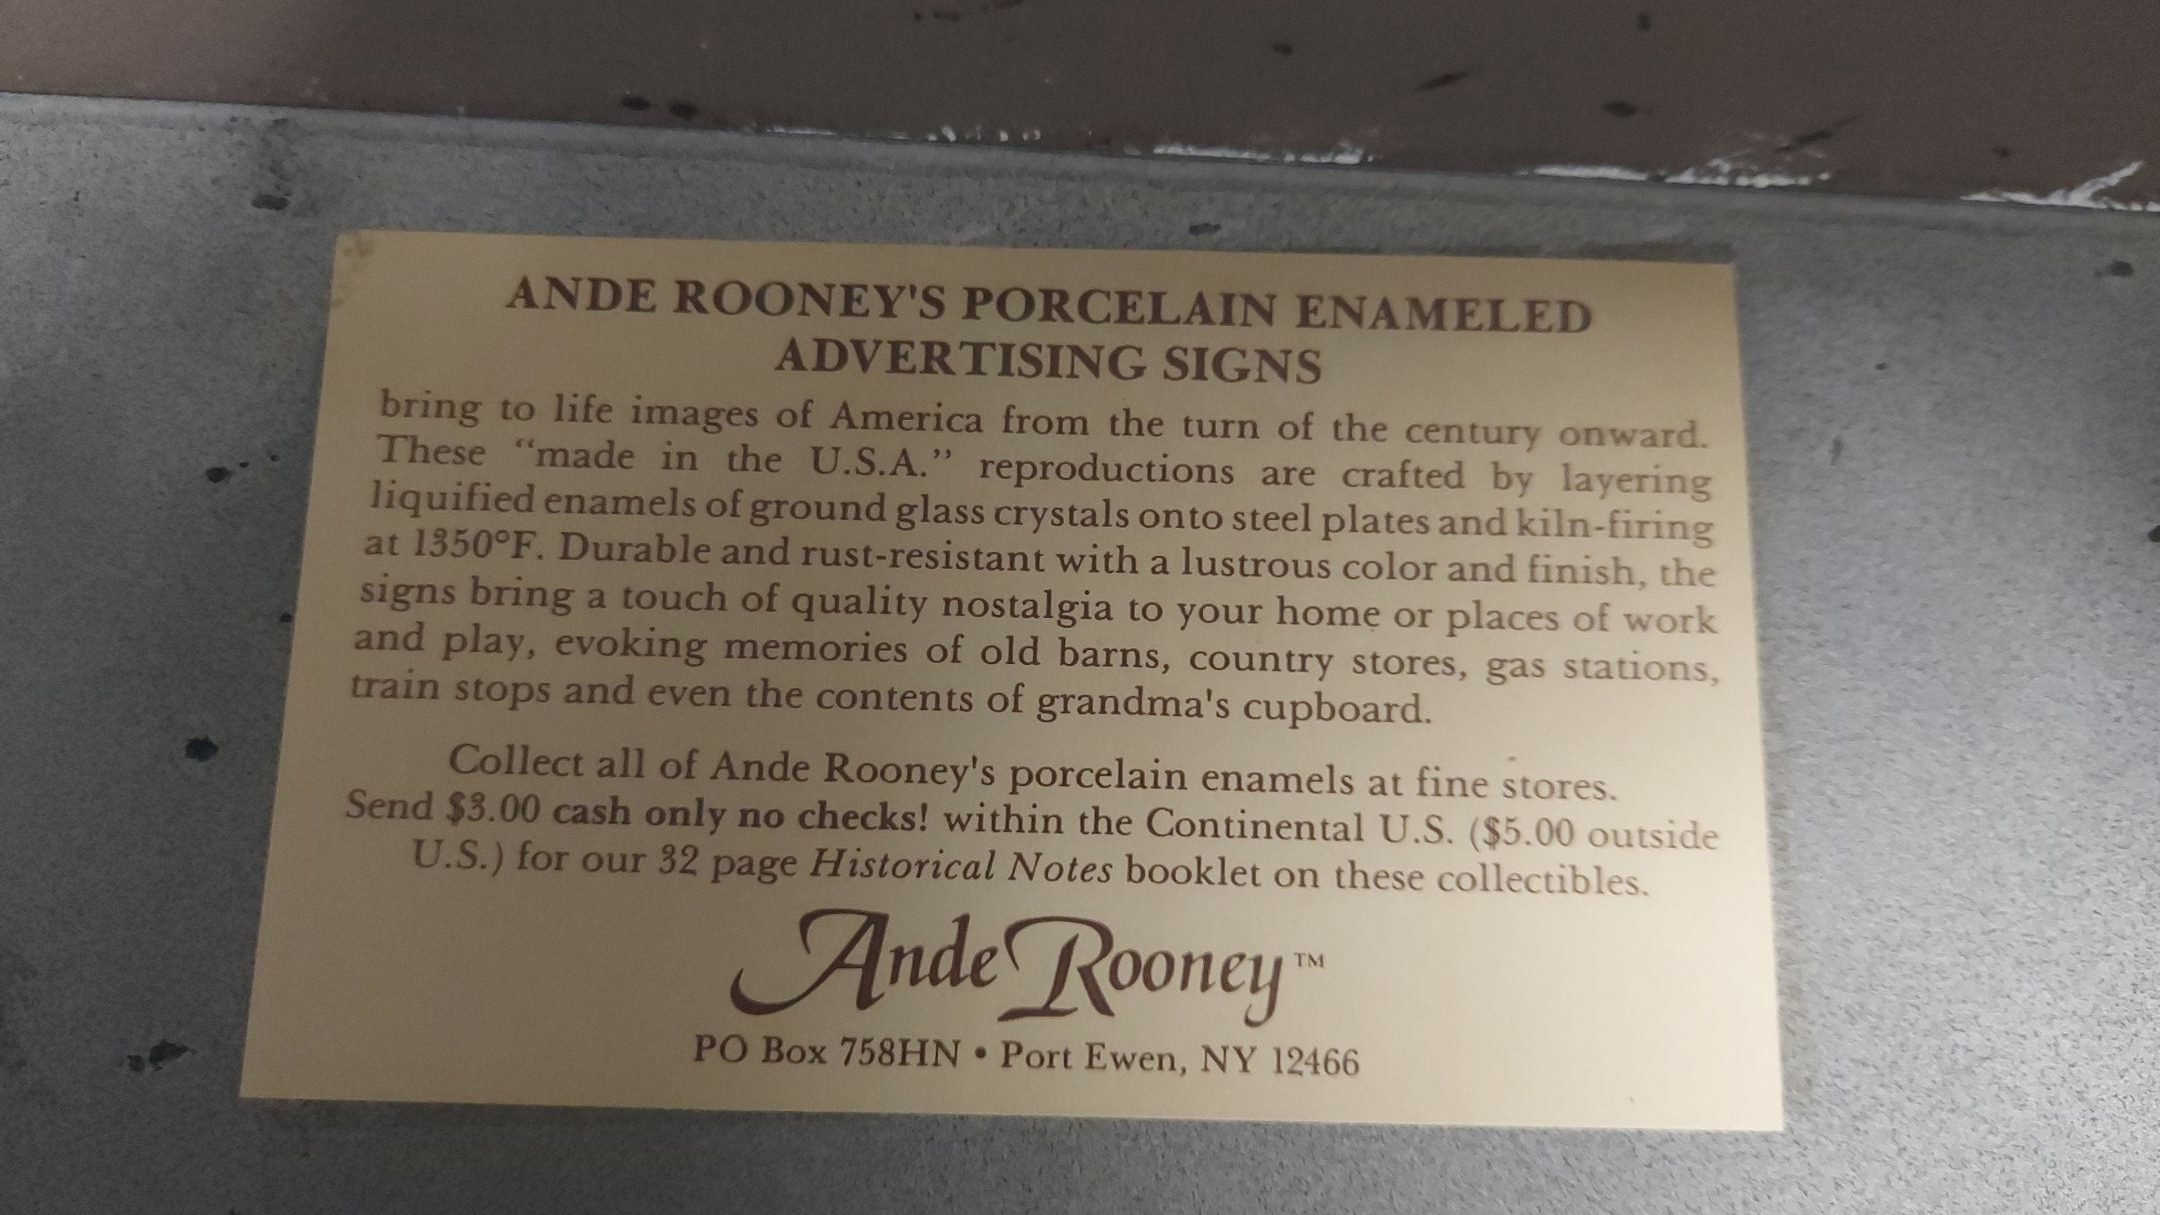 ANDE ROONEY'S PORCELAIN ENAMELED
ADVERTISING SIGNS
bring to life images of America from the turn of the century onward.
These “made in the U.S.A.” reproductions are crafted by layering
liquified enamels of ground glass crystals onto steel plates and kiln-firing
at 1350°F. Durable and rust-resistant with a lustrous color and finish, the
signs bring a touch of quality nostalgia to your home or places of work
and play, evoking memories of old barns, country stores, gas stations,
train stops and even the contents of grandma's cupboard.
Collect all of Ande Rooney's porcelain enamels at fine stores.
Send $3.00 cash only no checks! within the Continental U.S. ($5.00 outside
U.S.) for our 32 page Historical Notes booklet on these collectibles.
Ande Rooney™
PO Box 758HN • Port Ewen, NY 12466